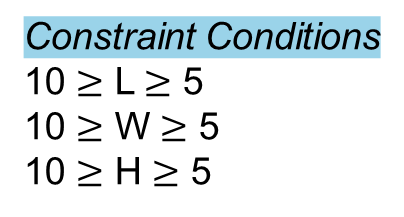 Constraint Conditions
10 ≥ L ≥ 5
10 ≥ W ≥ 5
10 ≥ H ≥ 5